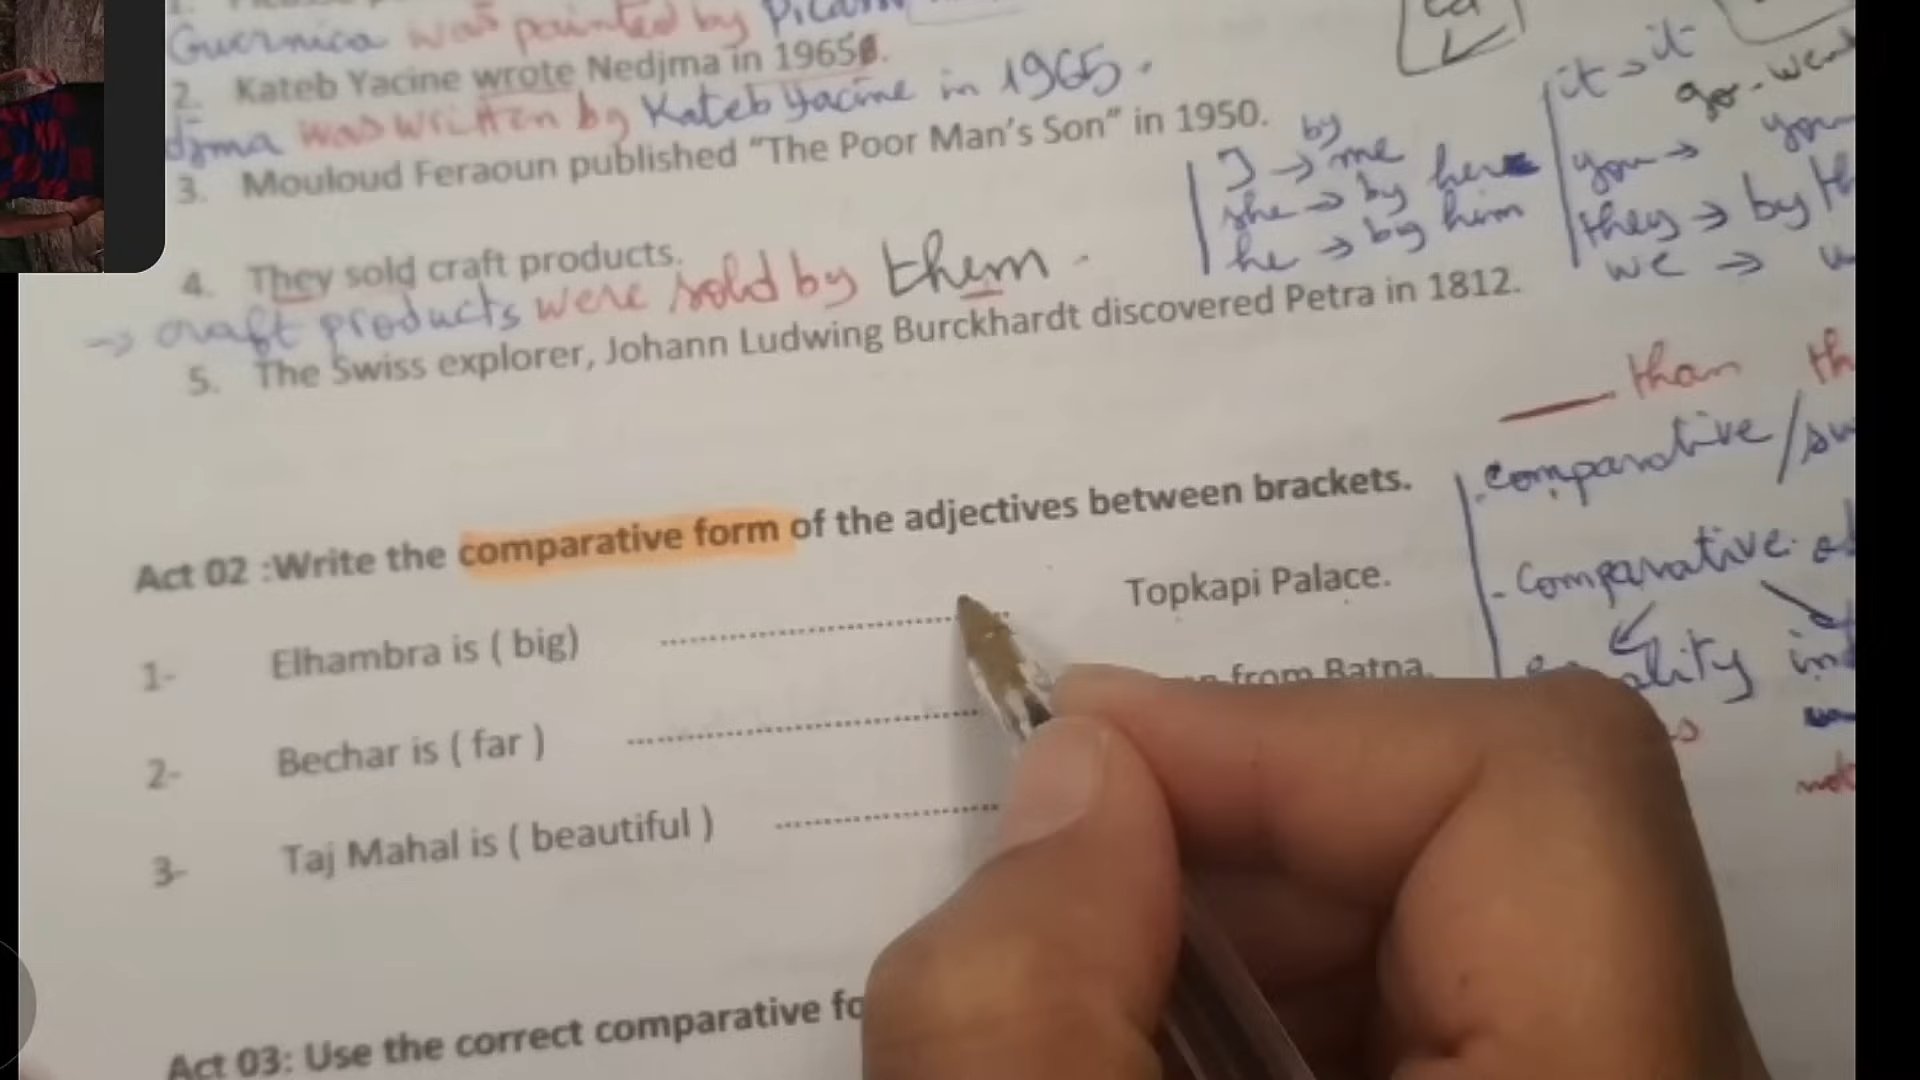 Guernica was painted by
2. Kateb Yacine wrote Nedjma in 1965.
was written by Kateb Yacine in 1965.
3. Mouloud Feraoun published "The Poor Man's Son" in 1950.
4. They sold craft products.
→ craft products were sold by them.
5. The Swiss explorer, Johann Ludwing Burckhardt discovered Petra in 1812.
by
I → me
she → by her
he → by him
it → it
go - went
you →
they → by
we →
than
- comparative /
- comparative
Act 02 :Write the comparative form of the adjectives between brackets.
1- Elhambra is ( big) .......................... Topkapi Palace.
2- Bechar is ( far ) .......................... from Batna.
3- Taj Mahal is ( beautiful ) ................
Act 03: Use the correct comparative